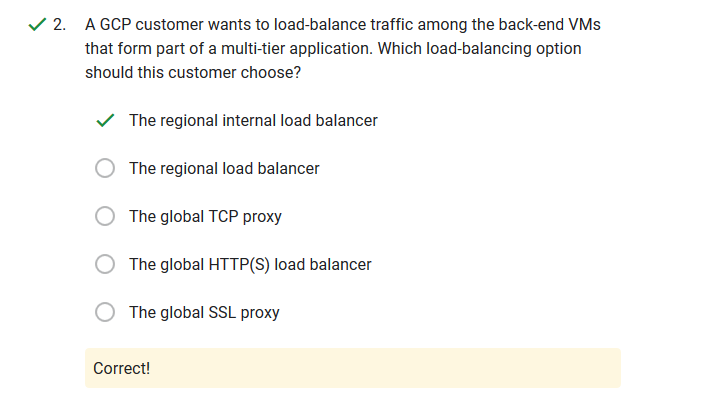 2. A GCP customer wants to load-balance traffic among the back-end VMs
that form part of a multi-tier application. Which load-balancing option
should this customer choose?
The regional internal load balancer
The regional load balancer
The global TCP proxy
The global HTTP(S) load balancer
The global SSL proxy
Correct!